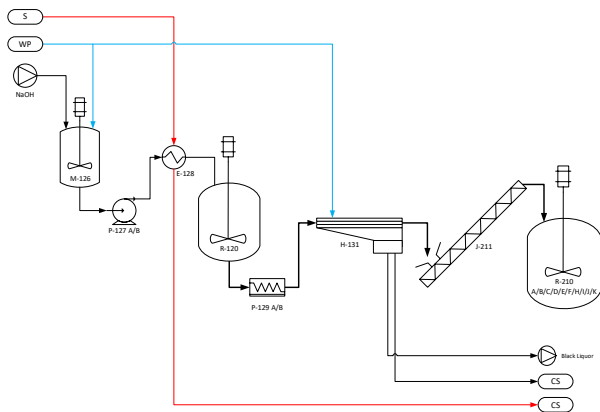 S
WP
NaOH
M-126
P-127 A/B
E-128
R-120
P-129 A/B
H-131
J-211
R-210
A/B/C/D/E/F/H/I/J/K
Black Liquor
CS
CS